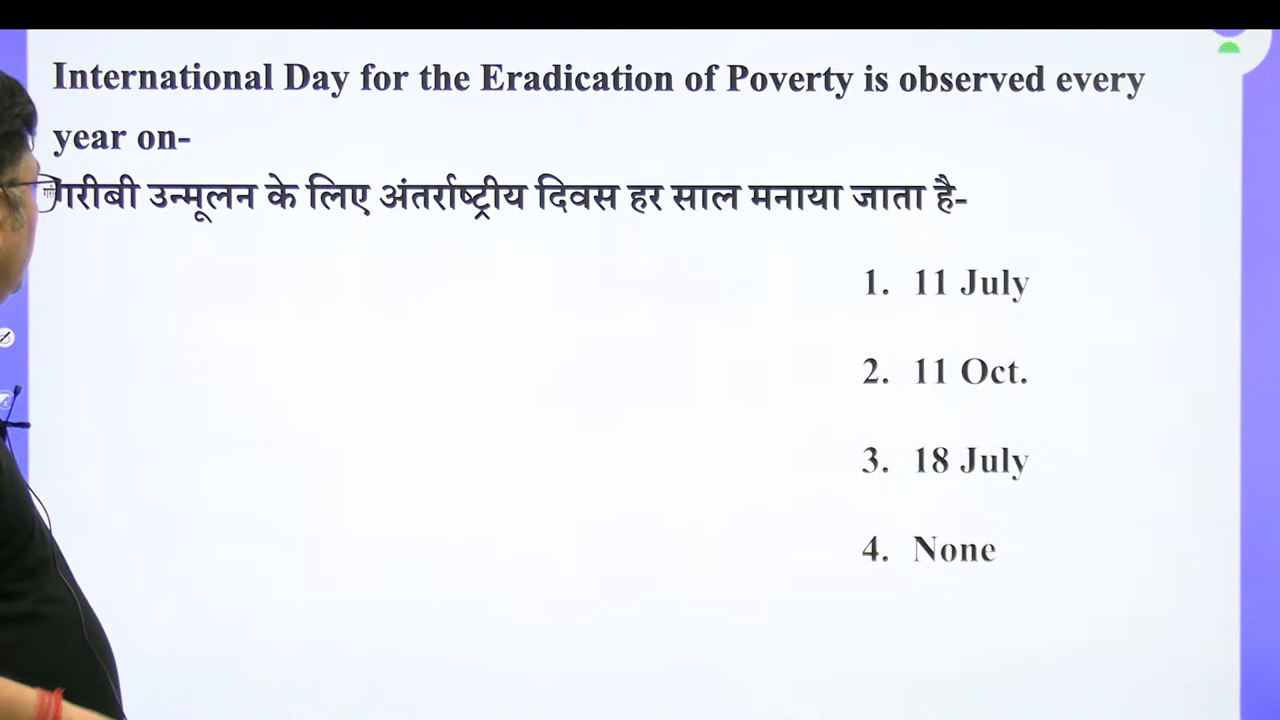 International Day for the Eradication of Poverty is observed every
year on-
गरीबी उन्मूलन के लिए अंतर्राष्ट्रीय दिवस हर साल मनाया जाता है-
1. 11 July
2. 11 Oct.
3. 18 July
4. None